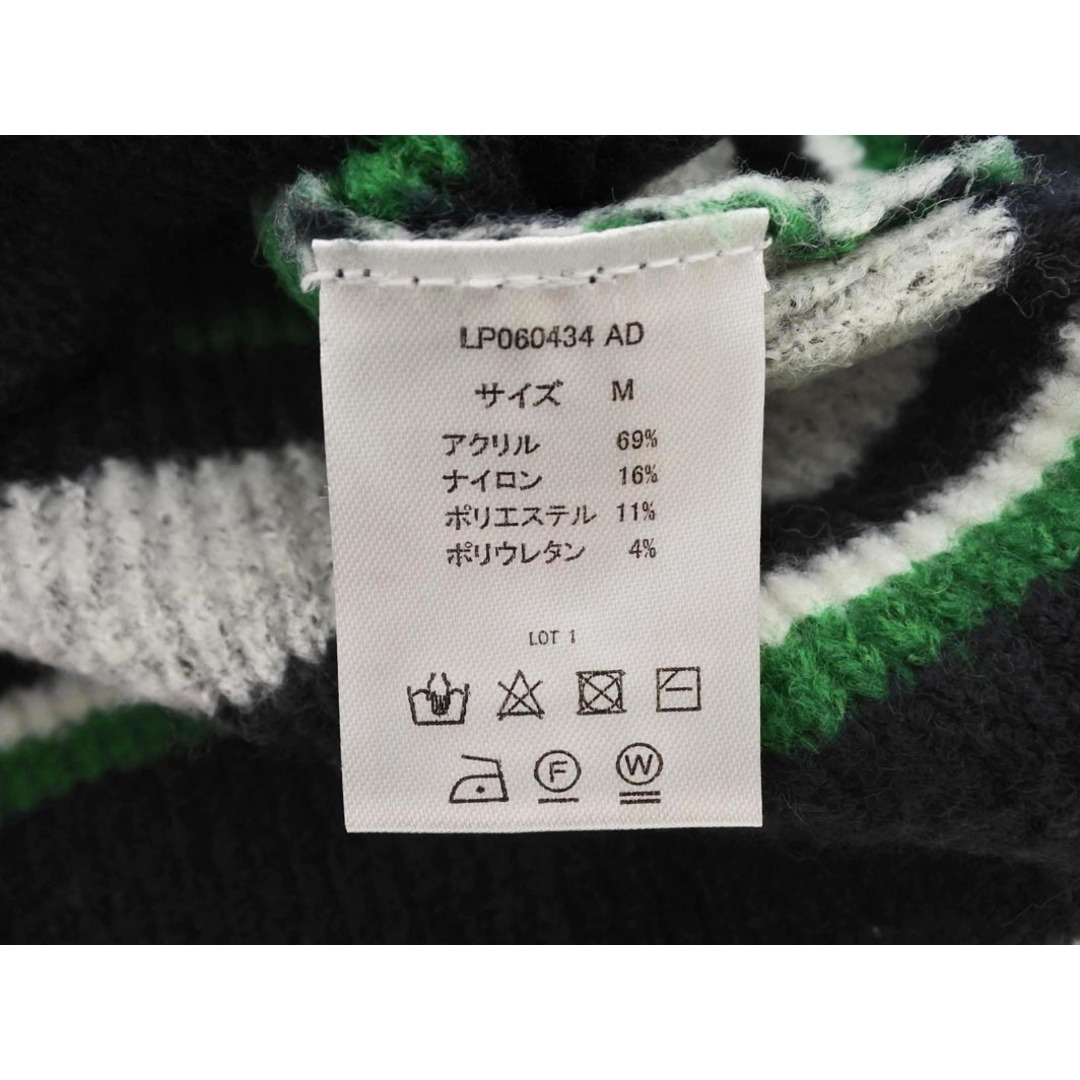 LP060434 AD
サイズ M
アクリル 69%
ナイロン 16%
ポリエステル 11%
ポリウレタン 4%
LOT 1
F W